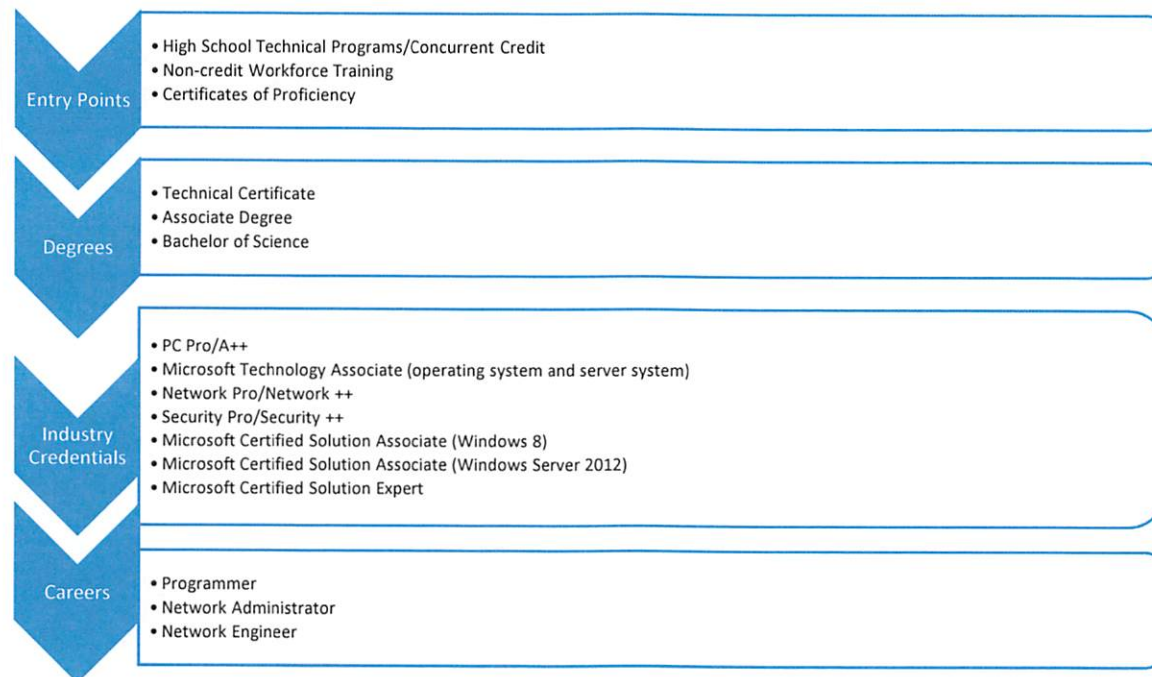 Entry Points
• High School Technical Programs/Concurrent Credit
• Non-credit Workforce Training
• Certificates of Proficiency
Degrees
• Technical Certificate
• Associate Degree
• Bachelor of Science
Industry
Credentials
• PC Pro/A++
• Microsoft Technology Associate (operating system and server system)
• Network Pro/Network ++
• Security Pro/Security ++
• Microsoft Certified Solution Associate (Windows 8)
• Microsoft Certified Solution Associate (Windows Server 2012)
• Microsoft Certified Solution Expert
Careers
• Programmer
• Network Administrator
• Network Engineer